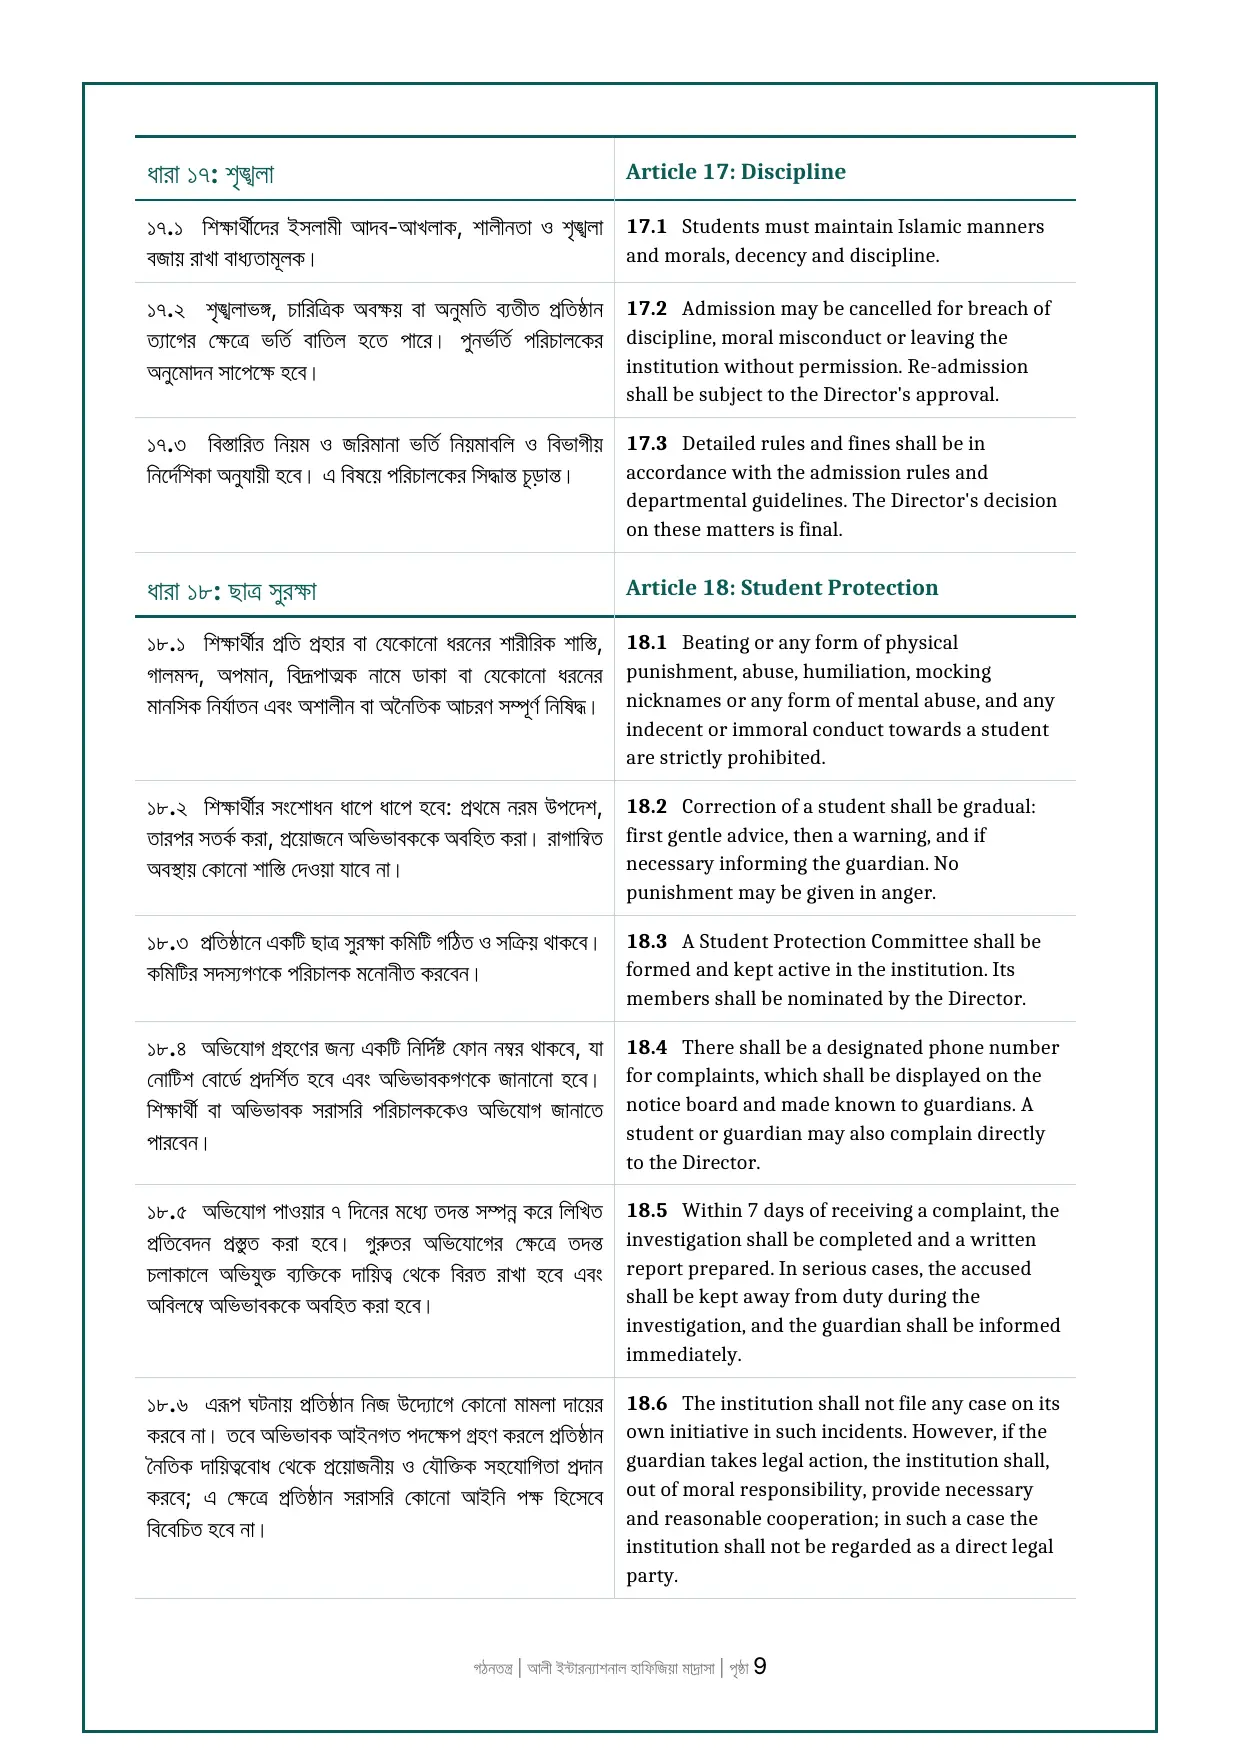 ধারা ১৭: শৃঙ্খলা
Article 17: Discipline
১৭.১ শিক্ষার্থীদের ইসলামী আদব-আখলাক, শালীনতা ও শৃঙ্খলা
বজায় রাখা বাধ্যতামূলক।
17.1 Students must maintain Islamic manners
and morals, decency and discipline.
১৭.২ শৃঙ্খলাভঙ্গ, চারিত্রিক অবক্ষয় বা অনুমতি ব্যতীত প্রতিষ্ঠান
ত্যাগের ক্ষেত্রে ভর্তি বাতিল হতে পারে। পুনর্ভর্তি পরিচালকের
অনুমোদন সাপেক্ষে হবে।
17.2 Admission may be cancelled for breach of
discipline, moral misconduct or leaving the
institution without permission. Re-admission
shall be subject to the Director's approval.
১৭.৩ বিস্তারিত নিয়ম ও জরিমানা ভর্তি নিয়মাবলি ও বিভাগীয়
নির্দেশিকা অনুযায়ী হবে। এ বিষয়ে পরিচালকের সিদ্ধান্ত চূড়ান্ত।
17.3 Detailed rules and fines shall be in
accordance with the admission rules and
departmental guidelines. The Director's decision
on these matters is final.
ধারা ১৮: ছাত্র সুরক্ষা
Article 18: Student Protection
১৮.১ শিক্ষার্থীর প্রতি প্রহার বা যেকোনো ধরনের শারীরিক শাস্তি,
গালমন্দ, অপমান, বিদ্রূপাত্মক নামে ডাকা বা যেকোনো ধরনের
মানসিক নির্যাতন এবং অশালীন বা অনৈতিক আচরণ সম্পূর্ণ নিষিদ্ধ।
18.1 Beating or any form of physical
punishment, abuse, humiliation, mocking
nicknames or any form of mental abuse, and any
indecent or immoral conduct towards a student
are strictly prohibited.
১৮.২ শিক্ষার্থীর সংশোধন ধাপে ধাপে হবে: প্রথমে নরম উপদেশ,
তারপর সতর্ক করা, প্রয়োজনে অভিভাবককে অবহিত করা। রাগান্বিত
অবস্থায় কোনো শাস্তি দেওয়া যাবে না।
18.2 Correction of a student shall be gradual:
first gentle advice, then a warning, and if
necessary informing the guardian. No
punishment may be given in anger.
১৮.৩ প্রতিষ্ঠানে একটি ছাত্র সুরক্ষা কমিটি গঠিত ও সক্রিয় থাকবে।
কমিটির সদস্যগণকে পরিচালক মনোনীত করবেন।
18.3 A Student Protection Committee shall be
formed and kept active in the institution. Its
members shall be nominated by the Director.
১৮.৪ অভিযোগ গ্রহণের জন্য একটি নির্দিষ্ট ফোন নম্বর থাকবে, যা
নোটিশ বোর্ডে প্রদর্শিত হবে এবং অভিভাবকগণকে জানানো হবে।
শিক্ষার্থী বা অভিভাবক সরাসরি পরিচালককেও অভিযোগ জানাতে
পারবেন।
18.4 There shall be a designated phone number
for complaints, which shall be displayed on the
notice board and made known to guardians. A
student or guardian may also complain directly
to the Director.
১৮.৫ অভিযোগ পাওয়ার ৭ দিনের মধ্যে তদন্ত সম্পন্ন করে লিখিত
প্রতিবেদন প্রস্তুত করা হবে। গুরুতর অভিযোগের ক্ষেত্রে তদন্ত
চলাকালে অভিযুক্ত ব্যক্তিকে দায়িত্ব থেকে বিরত রাখা হবে এবং
অবিলম্বে অভিভাবককে অবহিত করা হবে।
18.5 Within 7 days of receiving a complaint, the
investigation shall be completed and a written
report prepared. In serious cases, the accused
shall be kept away from duty during the
investigation, and the guardian shall be informed
immediately.
১৮.৬ এরূপ ঘটনায় প্রতিষ্ঠান নিজ উদ্যোগে কোনো মামলা দায়ের
করবে না। তবে অভিভাবক আইনগত পদক্ষেপ গ্রহণ করলে প্রতিষ্ঠান
নৈতিক দায়িত্ববোধ থেকে প্রয়োজনীয় ও যৌক্তিক সহযোগিতা প্রদান
করবে; এ ক্ষেত্রে প্রতিষ্ঠান সরাসরি কোনো আইনি পক্ষ হিসেবে
বিবেচিত হবে না।
18.6 The institution shall not file any case on its
own initiative in such incidents. However, if the
guardian takes legal action, the institution shall,
out of moral responsibility, provide necessary
and reasonable cooperation; in such a case the
institution shall not be regarded as a direct legal
party.
গঠনতন্ত্র | আলী ইন্টারন্যাশনাল হাফিজিয়া মাদ্রাসা | পৃষ্ঠা 9